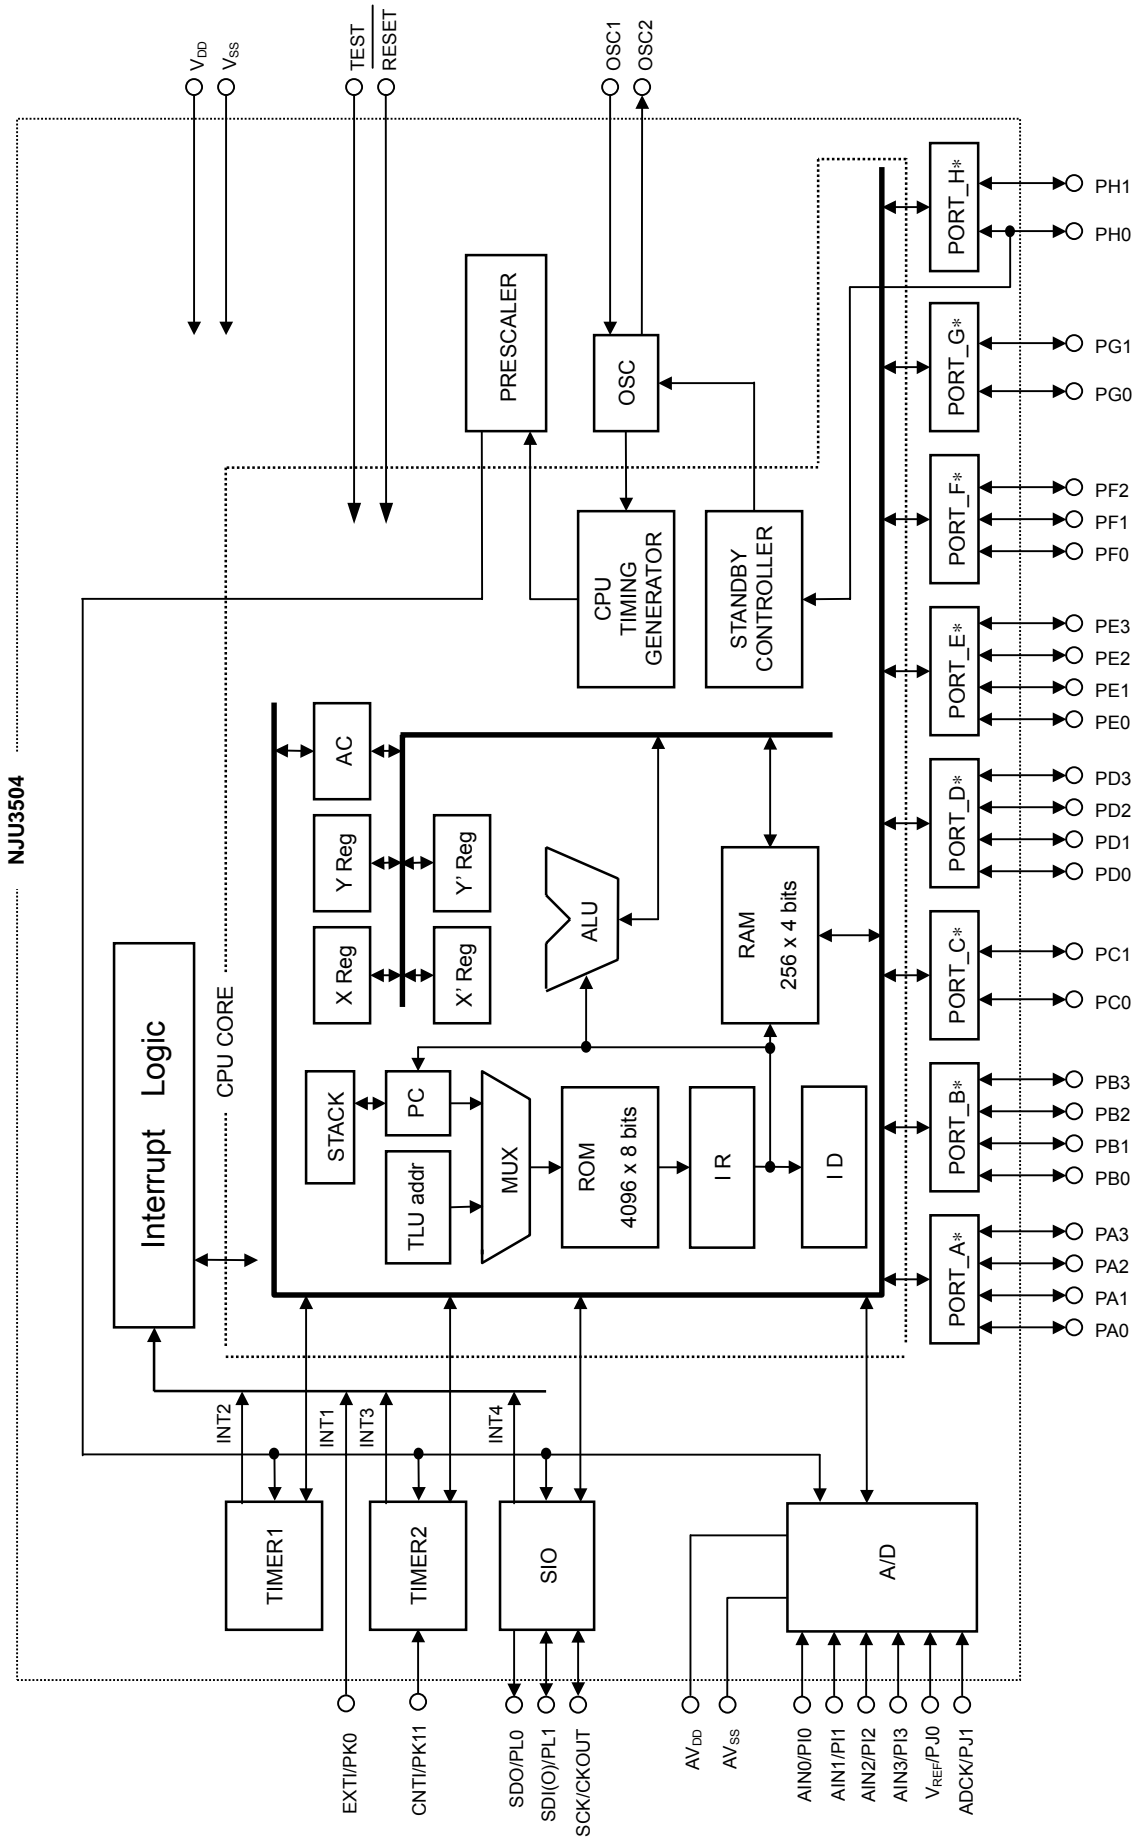 NJU3504
V_DD
V_SS
TEST
RESET
OSC1
OSC2
Interrupt Logic
CPU CORE
PRESCALER
OSC
CPU
TIMING
GENERATOR
STANDBY
CONTROLLER
STACK
PC
TLU addr
MUX
ROM
4096 x 8 bits
I R
I D
X Reg
Y Reg
AC
X' Reg
Y' Reg
ALU
RAM
256 x 4 bits
INT2
INT1
INT3
INT4
TIMER1
TIMER2
SIO
A/D
EXTI/PK0
CNTI/PK11
SDO/PL0
SDI(O)/PL1
SCK/CKOUT
AV_DD
AV_SS
AIN0/PI0
AIN1/PI1
AIN2/PI2
AIN3/PI3
V_REF/PJ0
ADCK/PJ1
PORT_A*
PORT_B*
PORT_C*
PORT_D*
PORT_E*
PORT_F*
PORT_G*
PORT_H*
PA0
PA1
PA2
PA3
PB0
PB1
PB2
PB3
PC0
PC1
PD0
PD1
PD2
PD3
PE0
PE1
PE2
PE3
PF0
PF1
PF2
PG0
PG1
PH0
PH1